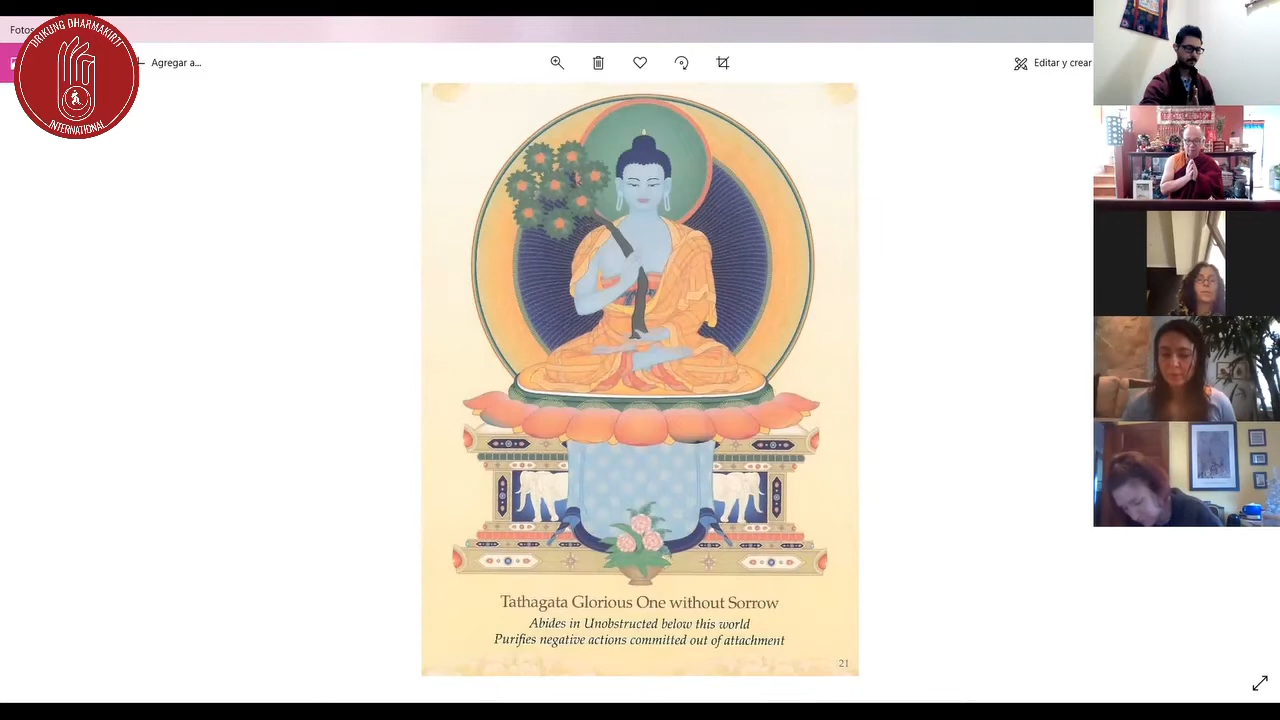 Fotos
DRIKUNG DHARMAKIRTI
INTERNATIONAL
Agregar a...
Editar y crear
Tathagata Glorious One without Sorrow
Abides in Unobstructed below this world
Purifies negative actions committed out of attachment
21